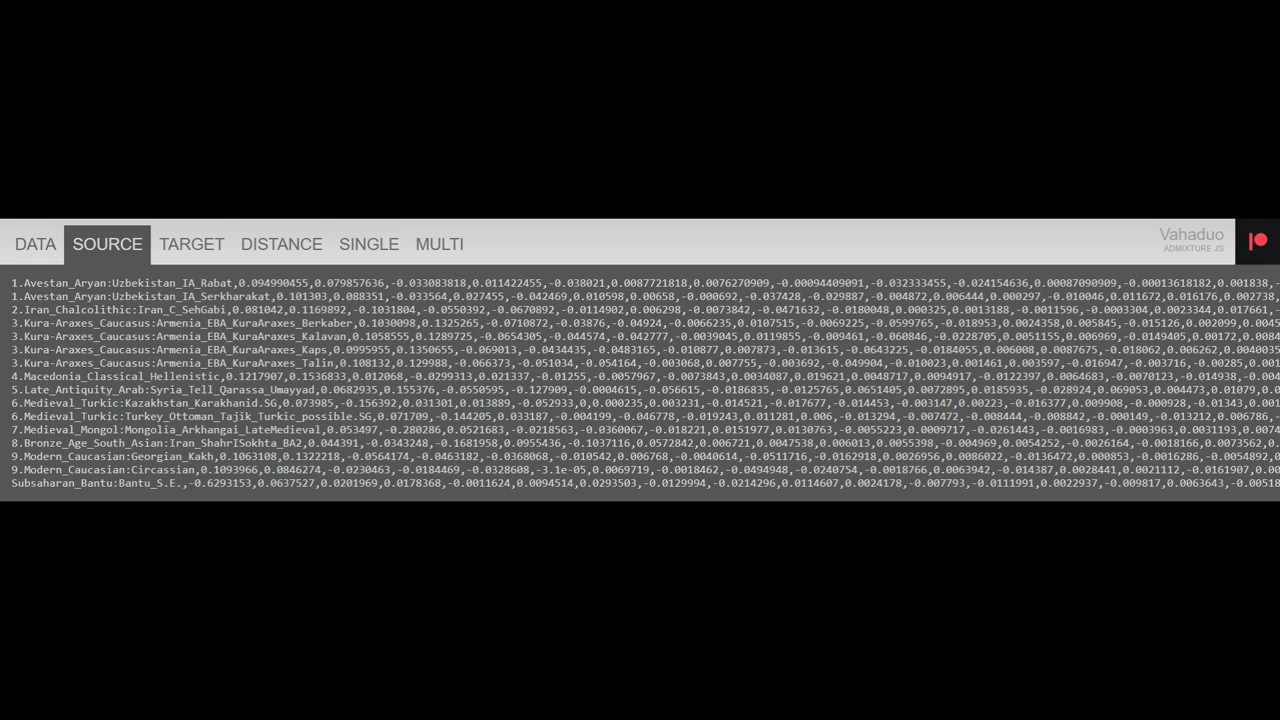 DATA SOURCE TARGET DISTANCE SINGLE MULTI
Vahaduo
ADMIXTURE JS
1.Avestan_Aryan:Uzbekistan_IA_Rabat,0.094990455,0.079857636,-0.033083818,0.011422455,-0.038021,0.0087721818,0.0076270909,-0.00094409091,-0.032333455,-0.024154636,0.0087090909,-0.00013618182,0.001838,-
1.Avestan_Aryan:Uzbekistan_IA_Serkharakat,0.101303,0.088351,-0.033564,0.027455,-0.042469,0.010598,0.00658,-0.000692,-0.037428,-0.029887,-0.004872,0.006444,0.000297,-0.010046,0.011672,0.016176,0.002738,
2.Iran_Chalcolithic:Iran_C_SehGabi,0.081042,0.1169892,-0.1031804,-0.0550392,-0.0670892,-0.0114902,0.006298,-0.0073842,-0.0471632,-0.0180048,0.000325,0.0013188,-0.0011596,-0.0003304,0.0023344,0.017661,-
3.Kura-Araxes_Caucasus:Armenia_EBA_KuraAraxes_Berkaber,0.1030098,0.1325265,-0.0710872,-0.03876,-0.04924,-0.0066235,0.0107515,-0.0069225,-0.0599765,-0.018953,0.0024358,0.005845,-0.015126,0.002099,0.0045
3.Kura-Araxes_Caucasus:Armenia_EBA_KuraAraxes_Kalavan,0.1058555,0.1289725,-0.0654305,-0.044574,-0.042777,-0.0039045,0.0119855,-0.009461,-0.060846,-0.0228705,0.0051155,0.006969,-0.0149405,0.00172,0.0084
3.Kura-Araxes_Caucasus:Armenia_EBA_KuraAraxes_Kaps,0.0995955,0.1350655,-0.069013,-0.0434435,-0.0483165,-0.010877,0.007873,-0.013615,-0.0643225,-0.0184055,0.006008,0.0087675,-0.018062,0.006262,0.0040035
3.Kura-Araxes_Caucasus:Armenia_EBA_KuraAraxes_Talin,0.108132,0.129988,-0.066373,-0.051034,-0.054164,-0.003068,0.007755,-0.003692,-0.049904,-0.010023,0.001461,0.003597,-0.016947,-0.003716,-0.00285,0.001
4.Macedonia_Classical_Hellenistic,0.1217907,0.1536833,0.012068,-0.0299313,0.021337,-0.01255,-0.0057967,-0.0073843,0.0034087,0.019621,0.0048717,0.0094917,-0.0122397,0.0064683,-0.0070123,-0.014938,-0.004
5.Late_Antiquity_Arab:Syria_Tell_Qarassa_Umayyad,0.0682935,0.155376,-0.0550595,-0.127909,-0.0004615,-0.056615,-0.0186835,-0.0125765,0.0651405,0.0072895,0.0185935,-0.028924,0.069053,0.004473,0.01079,0.0
6.Medieval_Turkic:Kazakhstan_Karakhanid.SG,0.073985,-0.156392,0.031301,0.013889,-0.052933,0,0.000235,0.003231,-0.014521,-0.017677,-0.014453,-0.003147,0.00223,-0.016377,0.009908,-0.000928,-0.01343,0.001
6.Medieval_Turkic:Turkey_Ottoman_Tajik_Turkic_possible.SG,0.071709,-0.144205,0.033187,-0.004199,-0.046778,-0.019243,0.011281,0.006,-0.013294,-0.007472,-0.008444,-0.008842,-0.000149,-0.013212,0.006786,-
7.Medieval_Mongol:Mongolia_Arkhangai_LateMedieval,0.053497,-0.280286,0.0521683,-0.0218563,-0.0360067,-0.018221,0.0151977,0.0130763,-0.0055223,0.0009717,-0.0261443,-0.0016983,-0.0003963,0.0031193,0.0074
8.Bronze_Age_South_Asian:Iran_ShahrISokhta_BA2,0.044391,-0.0343248,-0.1681958,0.0955436,-0.1037116,0.0572842,0.006721,0.0047538,0.006013,0.0055398,-0.004969,0.0054252,-0.0026164,-0.0018166,0.0073562,0
9.Modern_Caucasian:Georgian_Kakh,0.1063108,0.1322218,-0.0564174,-0.0463182,-0.0368068,-0.010542,0.006768,-0.0040614,-0.0511716,-0.0162918,0.0026956,0.0086022,-0.0136472,0.000853,-0.0016286,-0.0054892,0
9.Modern_Caucasian:Circassian,0.1093966,0.0846274,-0.0230463,-0.0184469,-0.0328608,-3.1e-05,0.0069719,-0.0018462,-0.0494948,-0.0240754,-0.0018766,0.0063942,-0.014387,0.0028441,0.0021112,-0.0161907,0.00
Subsaharan_Bantu:Bantu_S.E.,-0.6293153,0.0637527,0.0201969,0.0178368,-0.0011624,0.0094514,0.0293503,-0.0129994,-0.0214296,0.0114607,0.0024178,-0.007793,-0.0111991,0.0022937,-0.009817,0.0063643,-0.00518